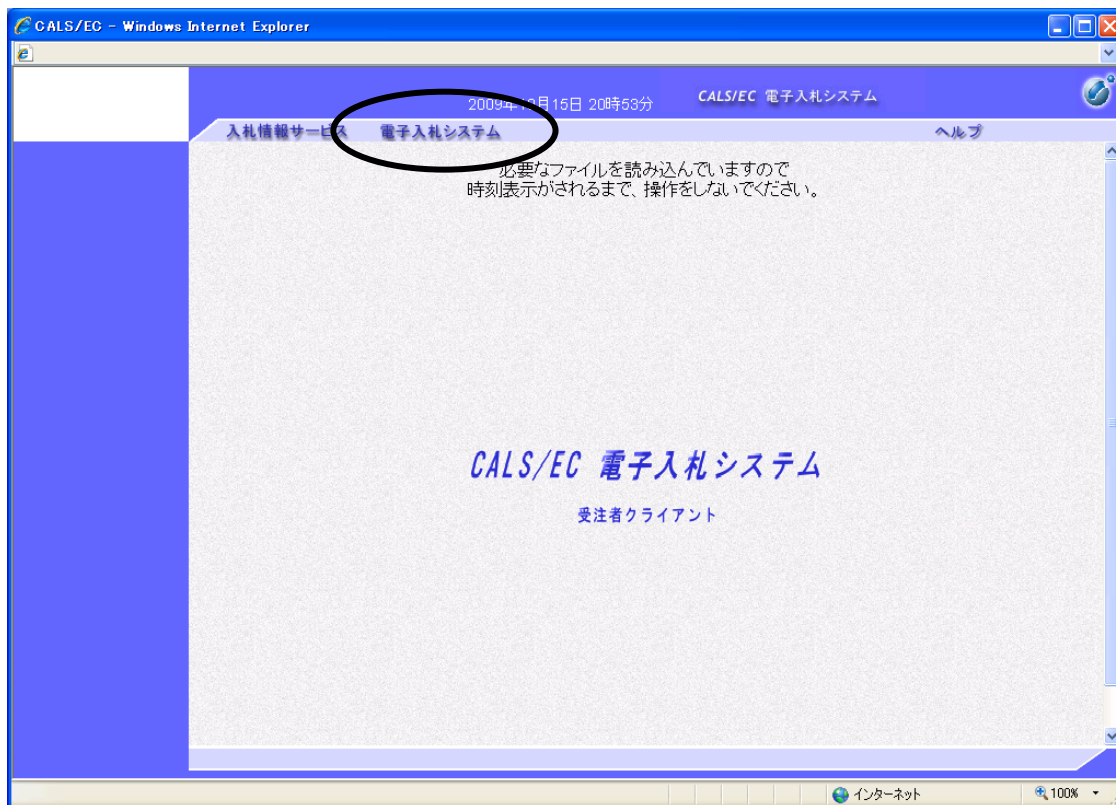 CALS/EC - Windows Internet Explorer
2009年10月15日 20時53分
CALS/EC 電子入札システム
入札情報サービス 電子入札システム ヘルプ
必要なファイルを読み込んでいますので
時刻表示がされるまで、操作をしないでください。
CALS/EC 電子入札システム
受注者クライアント
インターネット 100%